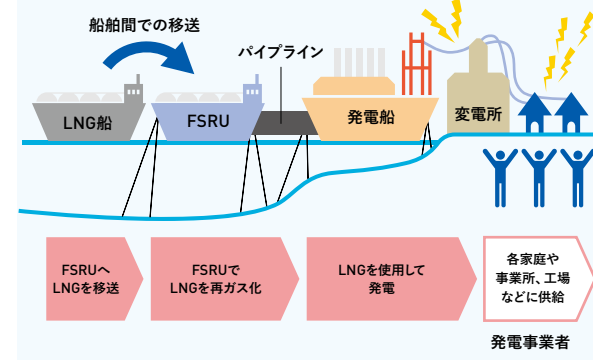 船舶間での移送
パイプライン
LNG船
FSRU
発電船
変電所
FSRUへ
LNGを移送
FSRUで
LNGを再ガス化
LNGを使用して
発電
各家庭や
事業所、工場
などに供給
発電事業者